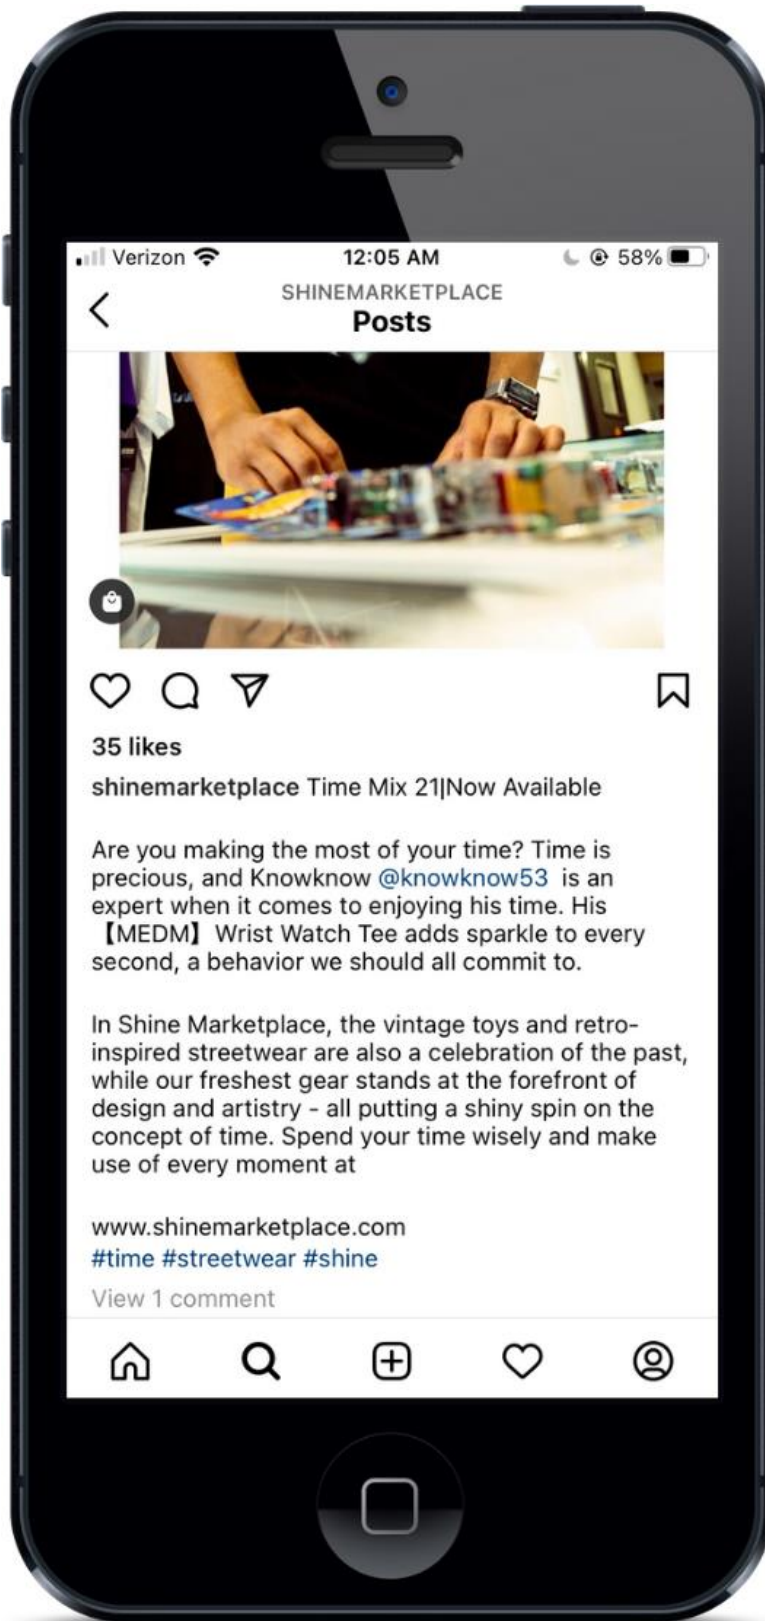 Verizon 12:05 AM 58%
SHINEMARKETPLACE
Posts
35 likes
shinemarketplace Time Mix 21|Now Available
Are you making the most of your time? Time is
precious, and Knowknow @knowknow53 is an
expert when it comes to enjoying his time. His
【MEDM】Wrist Watch Tee adds sparkle to every
second, a behavior we should all commit to.
In Shine Marketplace, the vintage toys and retro-
inspired streetwear are also a celebration of the past,
while our freshest gear stands at the forefront of
design and artistry - all putting a shiny spin on the
concept of time. Spend your time wisely and make
use of every moment at
www.shinemarketplace.com
#time #streetwear #shine
View 1 comment